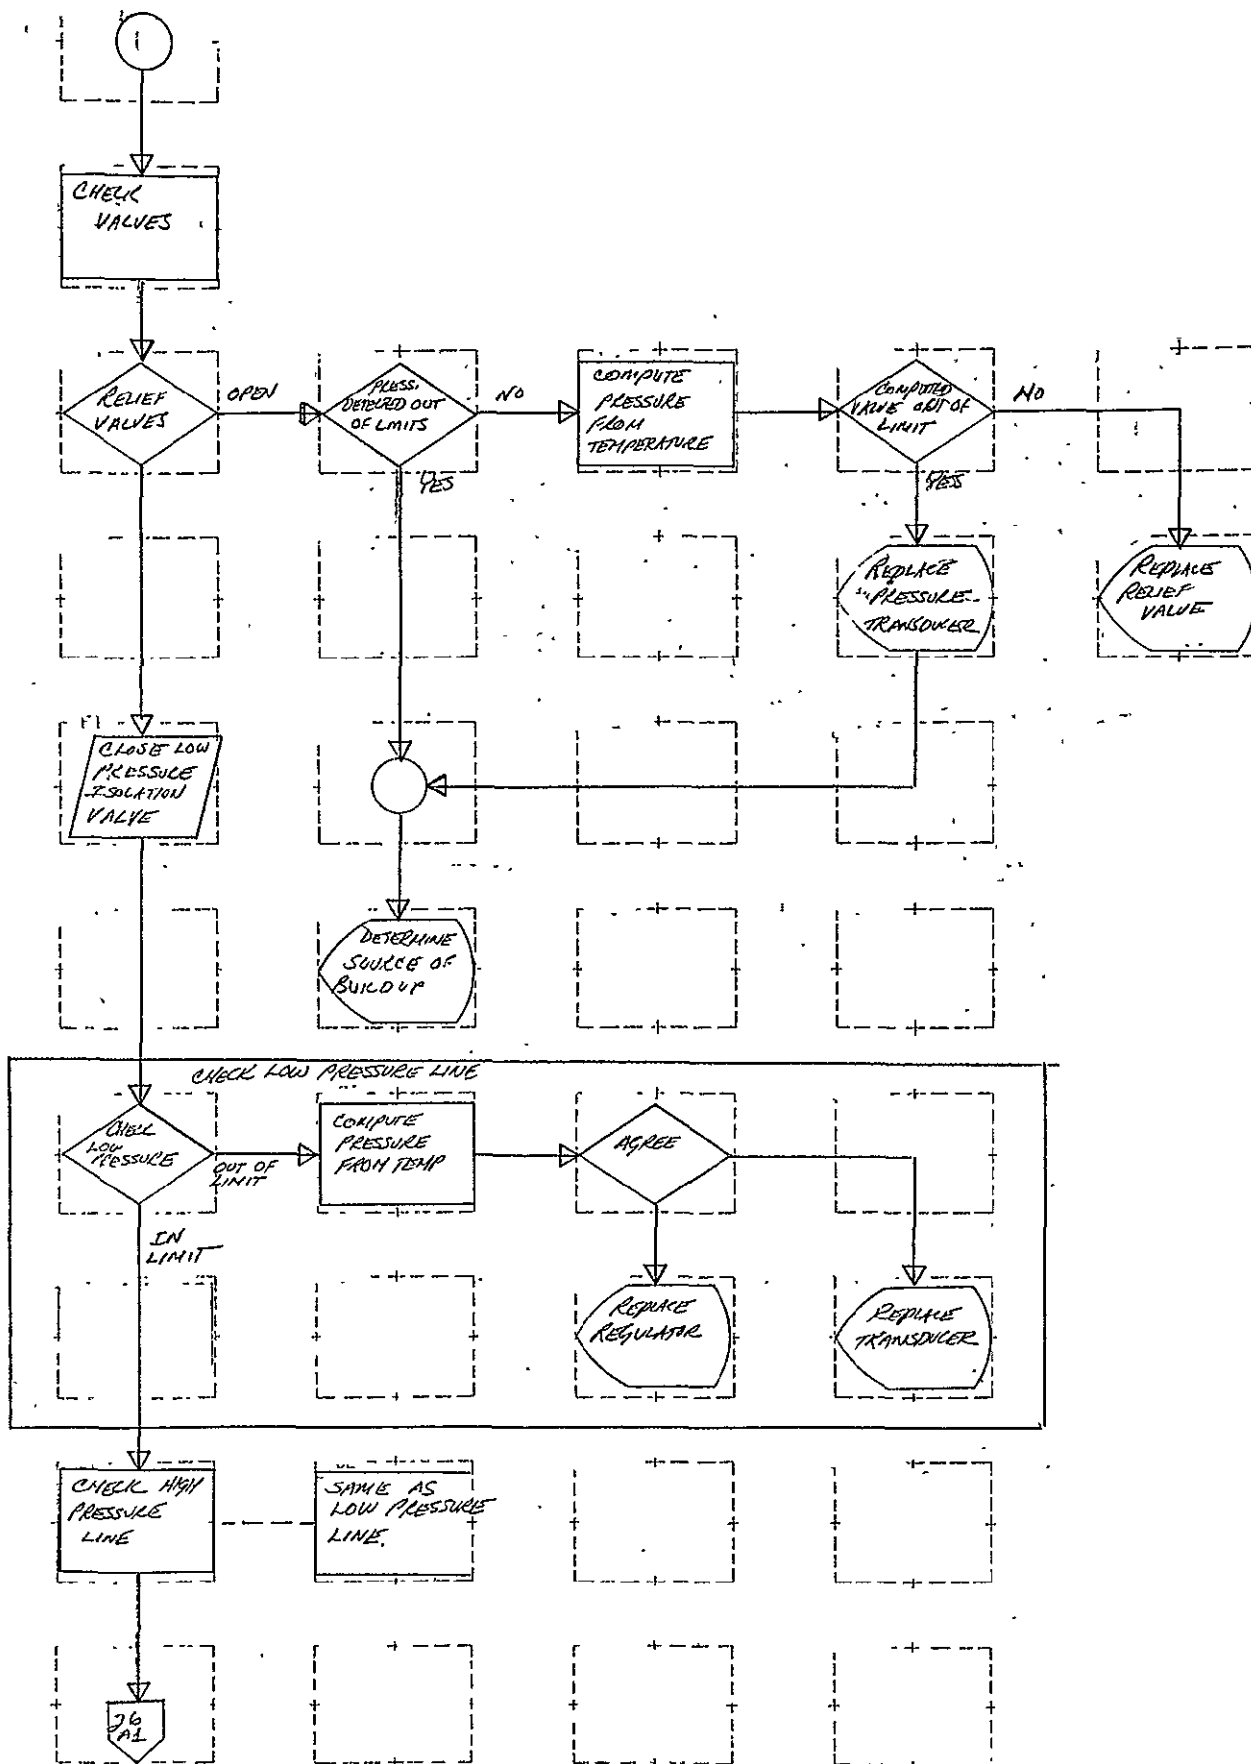 1
CHECK
VALVES
RELIEF
VALVES
OPEN
PRESS.
DETECTED OUT
OF LIMITS
NO
YES
COMPUTE
PRESSURE
FROM
TEMPERATURE
COMPUTED
VALUE OUT OF
LIMIT
NO
YES
REPLACE
PRESSURE
TRANSDUCER
REPLACE
RELIEF
VALVE
F1
CLOSE LOW
PRESSURE
ISOLATION
VALVE
DETERMINE
SOURCE OF
BUILDUP
CHECK LOW PRESSURE LINE
CHECK
LOW
PRESSURE
OUT OF
LIMIT
IN
LIMIT
COMPUTE
PRESSURE
FROM TEMP
AGREE
REPLACE
REGULATOR
REPLACE
TRANSDUCER
CHECK HIGH
PRESSURE
LINE
SAME AS
LOW PRESSURE
LINE.
26
A1